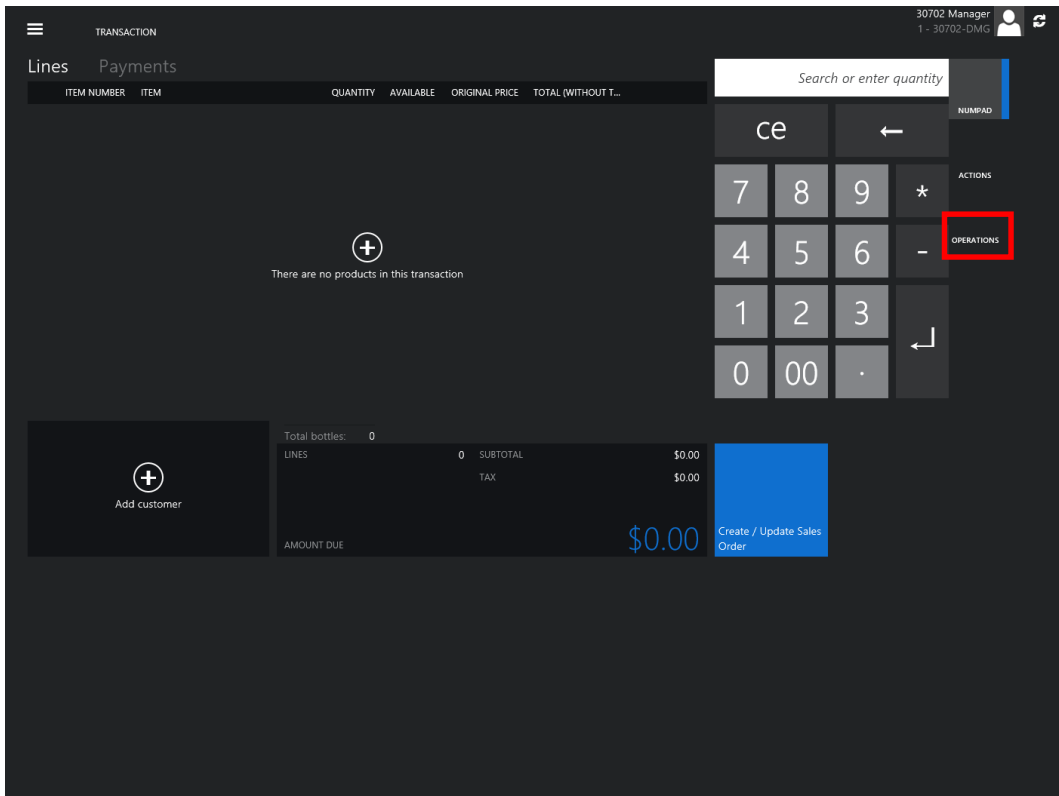 30702 Manager
1 - 30702-DMG
TRANSACTION
Lines Payments
ITEM NUMBER ITEM QUANTITY AVAILABLE ORIGINAL PRICE TOTAL (WITHOUT T...
There are no products in this transaction
Search or enter quantity
NUMPAD
ACTIONS
OPERATIONS
ce ←
7 8 9 *
4 5 6 -
1 2 3
0 00 .
Add customer
Total bottles: 0
LINES 0 SUBTOTAL $0.00
TAX $0.00
AMOUNT DUE $0.00
Create / Update Sales
Order